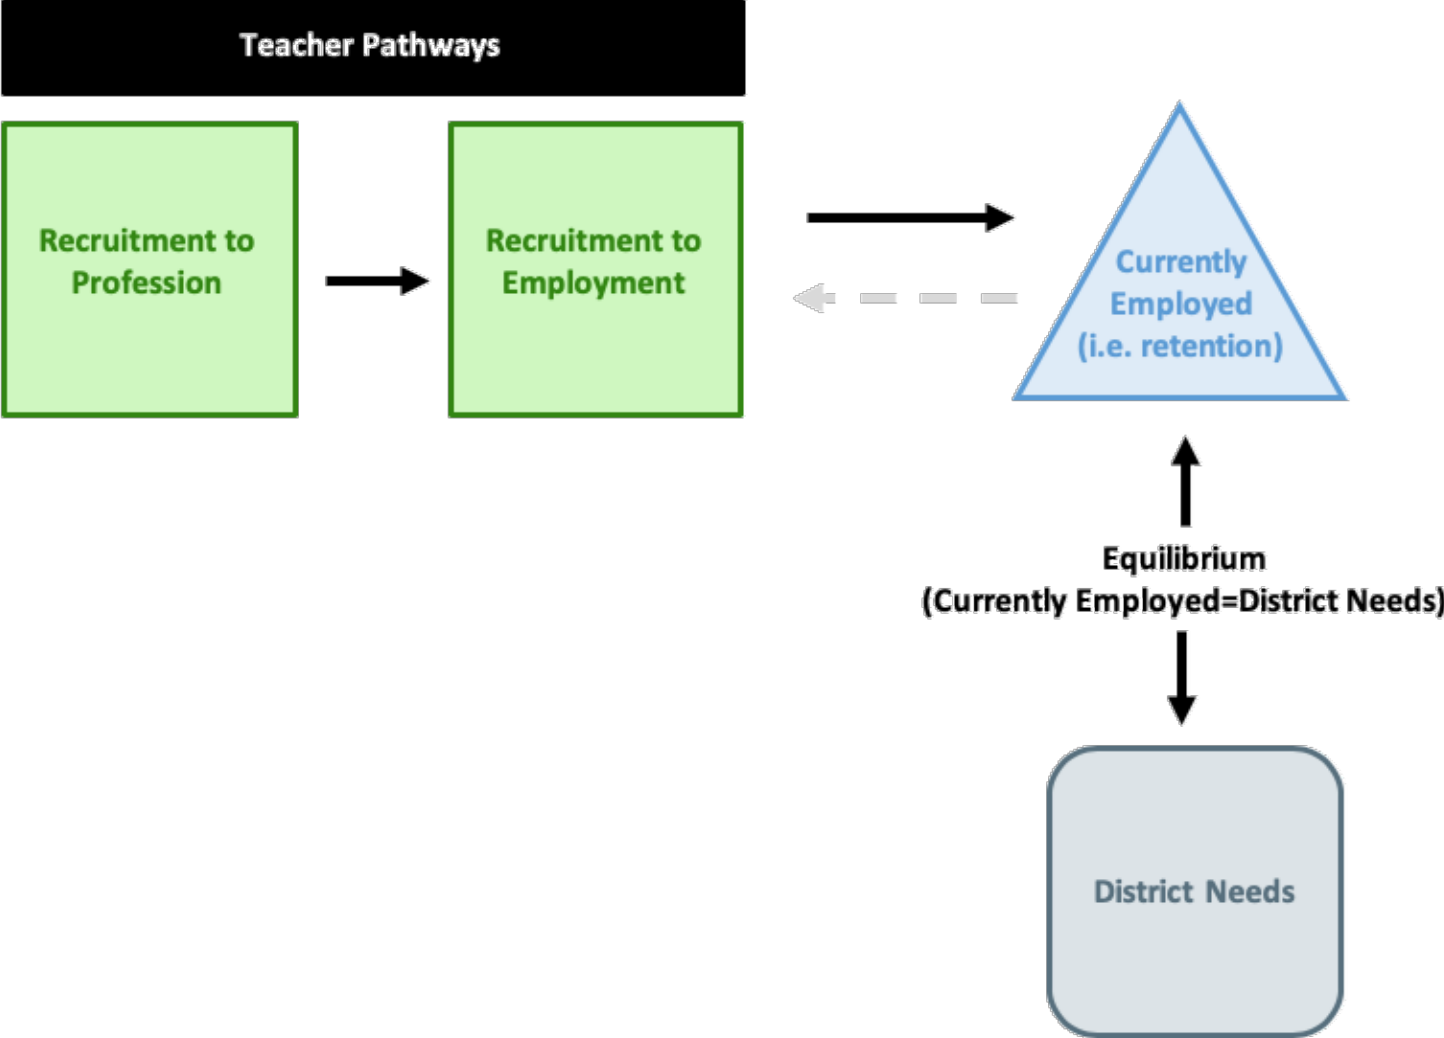 Teacher Pathways
Recruitment to
Profession
Recruitment to
Employment
Currently
Employed
(i.e. retention)
Equilibrium
(Currently Employed=District Needs)
District Needs